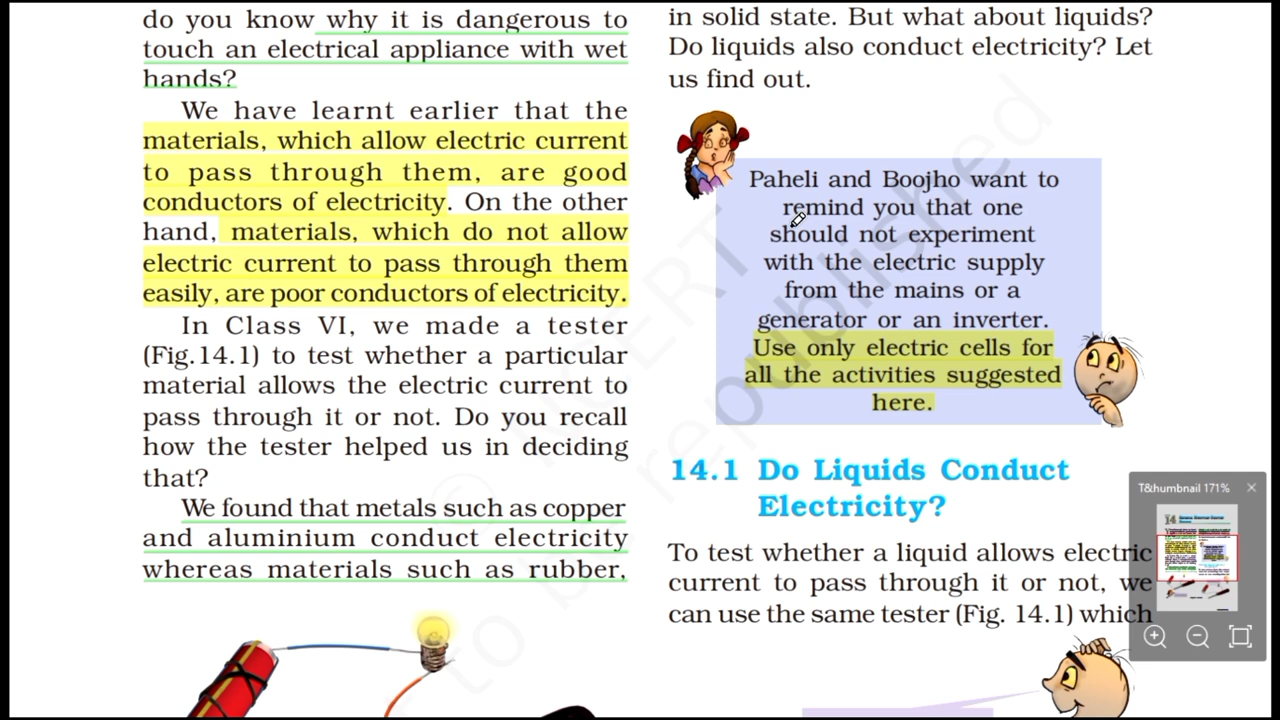 do you know why it is dangerous to
touch an electrical appliance with wet
hands?
We have learnt earlier that the
materials, which allow electric current
to pass through them, are good
conductors of electricity. On the other
hand, materials, which do not allow
electric current to pass through them
easily, are poor conductors of electricity.
In Class VI, we made a tester
(Fig.14.1) to test whether a particular
material allows the electric current to
pass through it or not. Do you recall
how the tester helped us in deciding
that?
We found that metals such as copper
and aluminium conduct electricity
whereas materials such as rubber,
in solid state. But what about liquids?
Do liquids also conduct electricity? Let
us find out.
Paheli and Boojho want to
remind you that one
should not experiment
with the electric supply
from the mains or a
generator or an inverter.
Use only electric cells for
all the activities suggested
here.
14.1 Do Liquids Conduct
Electricity?
To test whether a liquid allows electric
current to pass through it or not, we
can use the same tester (Fig. 14.1) which
T&humbnail 171%
© NCERT
republished